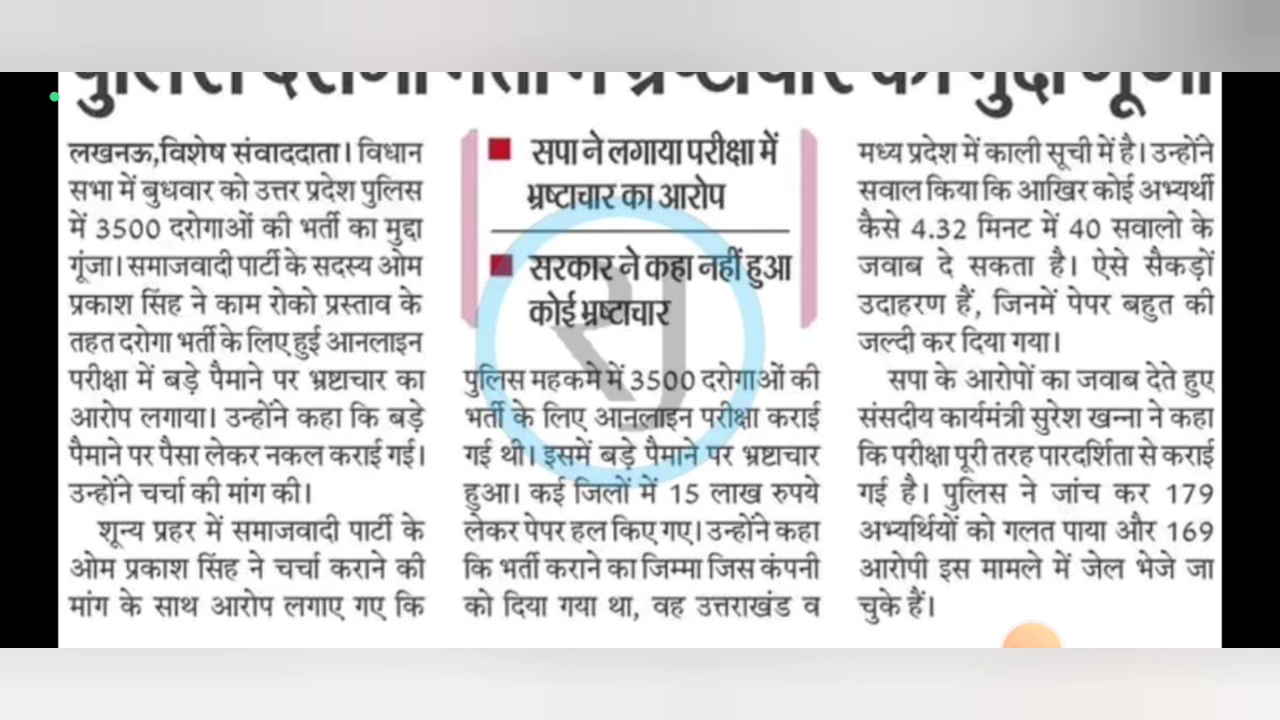 पुलिस दरोगा भर्ती में भ्रष्टाचार का मुद्दा गूंजा
लखनऊ,विशेष संवाददाता। विधान
सभा में बुधवार को उत्तर प्रदेश पुलिस
में 3500 दरोगाओं की भर्ती का मुद्दा
गूंजा। समाजवादी पार्टी के सदस्य ओम
प्रकाश सिंह ने काम रोको प्रस्ताव के
तहत दरोगा भर्ती के लिए हुई आनलाइन
परीक्षा में बड़े पैमाने पर भ्रष्टाचार का
आरोप लगाया। उन्होंने कहा कि बड़े
पैमाने पर पैसा लेकर नकल कराई गई।
उन्होंने चर्चा की मांग की।
शून्य प्रहर में समाजवादी पार्टी के
ओम प्रकाश सिंह ने चर्चा कराने की
मांग के साथ आरोप लगाए गए कि
सपा ने लगाया परीक्षा में
भ्रष्टाचार का आरोप
सरकार ने कहा नहीं हुआ
कोई भ्रष्टाचार
पुलिस महकमे में 3500 दरोगाओं की
भर्ती के लिए आनलाइन परीक्षा कराई
गई थी। इसमें बड़े पैमाने पर भ्रष्टाचार
हुआ। कई जिलों में 15 लाख रुपये
लेकर पेपर हल किए गए। उन्होंने कहा
कि भर्ती कराने का जिम्मा जिस कंपनी
को दिया गया था, वह उत्तराखंड व
मध्य प्रदेश में काली सूची में है। उन्होंने
सवाल किया कि आखिर कोई अभ्यर्थी
कैसे 4.32 मिनट में 40 सवालो के
जवाब दे सकता है। ऐसे सैकड़ों
उदाहरण हैं, जिनमें पेपर बहुत की
जल्दी कर दिया गया।
सपा के आरोपों का जवाब देते हुए
संसदीय कार्यमंत्री सुरेश खन्ना ने कहा
कि परीक्षा पूरी तरह पारदर्शिता से कराई
गई है। पुलिस ने जांच कर 179
अभ्यर्थियों को गलत पाया और 169
आरोपी इस मामले में जेल भेजे जा
चुके हैं।